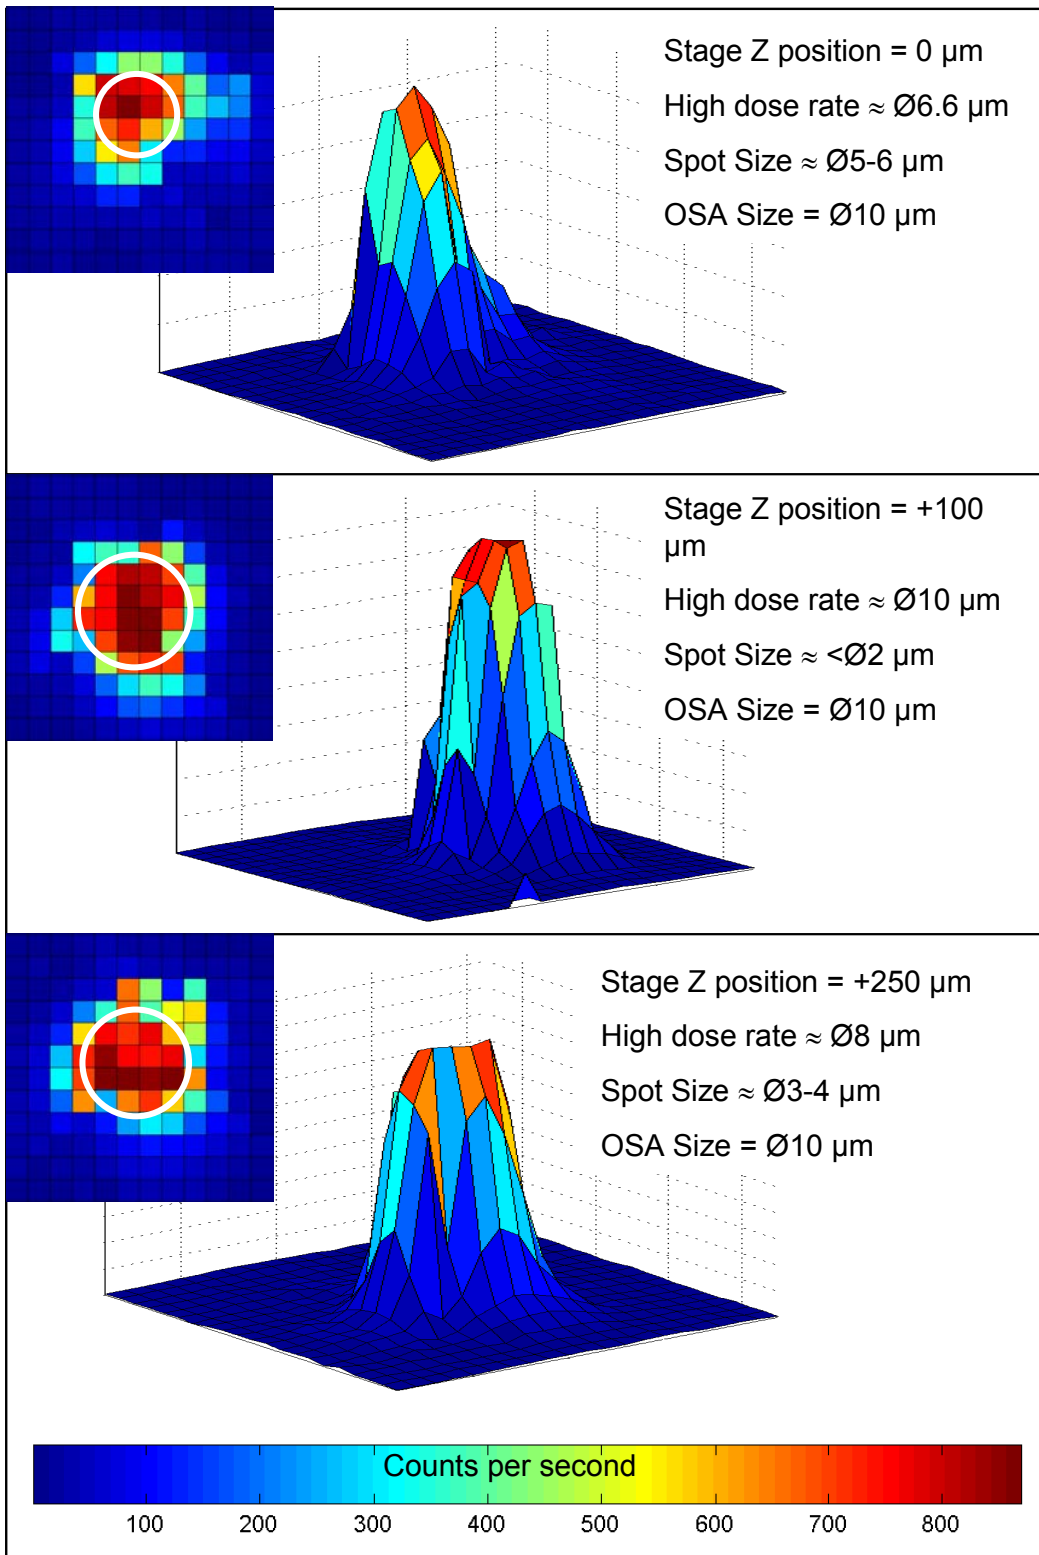 Stage Z position = 0 µm
High dose rate ≈ Ø6.6 µm
Spot Size ≈ Ø5-6 µm
OSA Size = Ø10 µm
Stage Z position = +100
µm
High dose rate ≈ Ø10 µm
Spot Size ≈ <Ø2 µm
OSA Size = Ø10 µm
Stage Z position = +250 µm
High dose rate ≈ Ø8 µm
Spot Size ≈ Ø3-4 µm
OSA Size = Ø10 µm
Counts per second
100 200 300 400 500 600 700 800